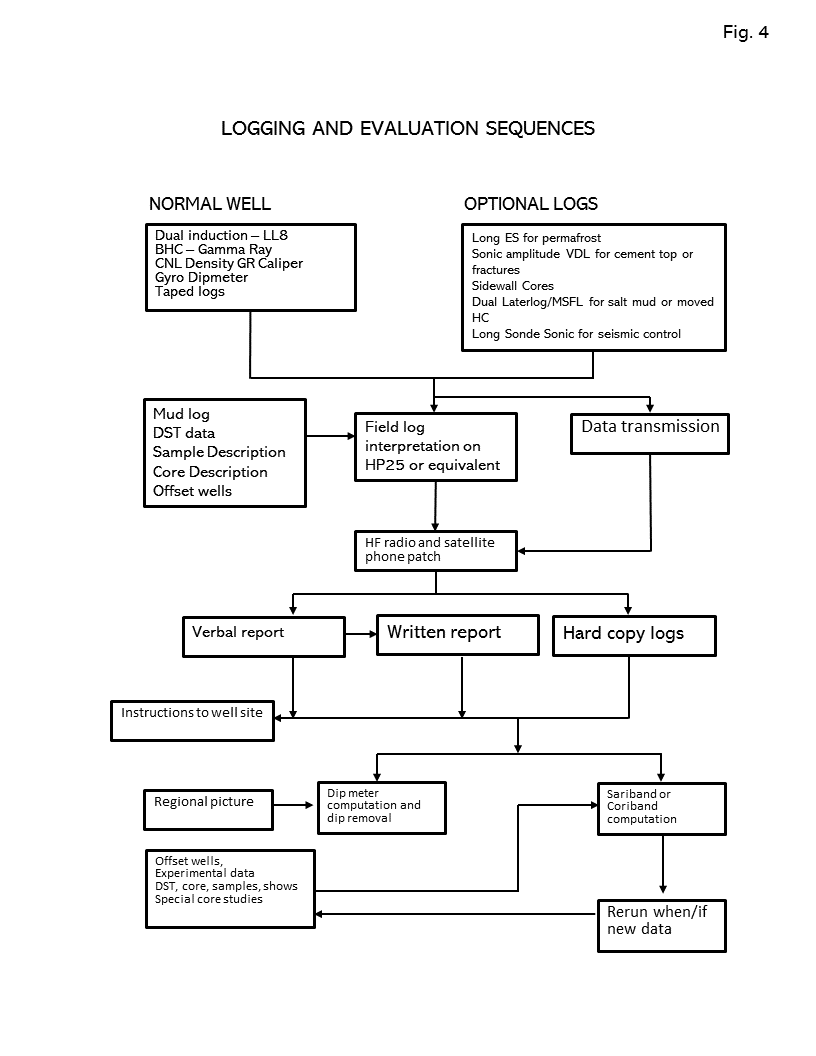 Fig. 4
LOGGING AND EVALUATION SEQUENCES
NORMAL WELL
Dual induction – LL8
BHC – Gamma Ray
CNL Density GR Caliper
Gyro Dipmeter
Taped logs
OPTIONAL LOGS
Long ES for permafrost
Sonic amplitude VDL for cement top or
fractures
Sidewall Cores
Dual Laterlog/MSFL for salt mud or moved
HC
Long Sonde Sonic for seismic control
Mud log
DST data
Sample Description
Core Description
Offset wells
Field log
interpretation on
HP25 or equivalent
Data transmission
HF radio and satellite
phone patch
Verbal report
Written report
Hard copy logs
Instructions to well site
Regional picture
Dip meter
computation and
dip removal
Sariband or
Coriband
computation
Offset wells,
Experimental data
DST, core, samples, shows
Special core studies
Rerun when/if
new data